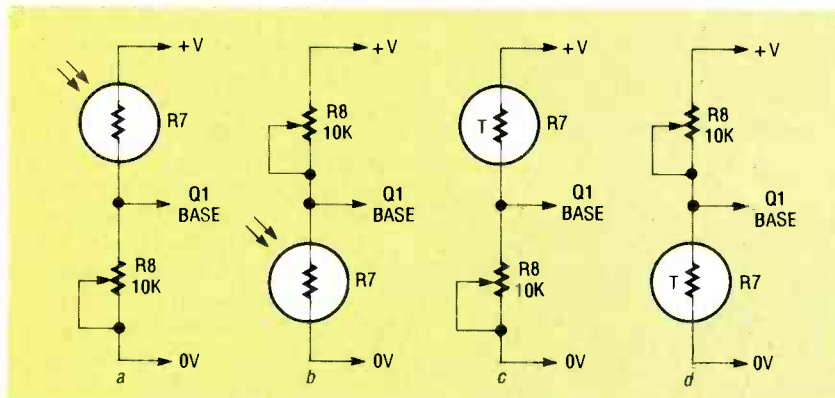 +V
R7
Q1
BASE
R8
10K
0V
a
+V
R8
10K
Q1
BASE
R7
0V
b
+V
T
R7
Q1
BASE
R8
10K
0V
c
+V
R8
10K
Q1
BASE
T
R7
0V
d